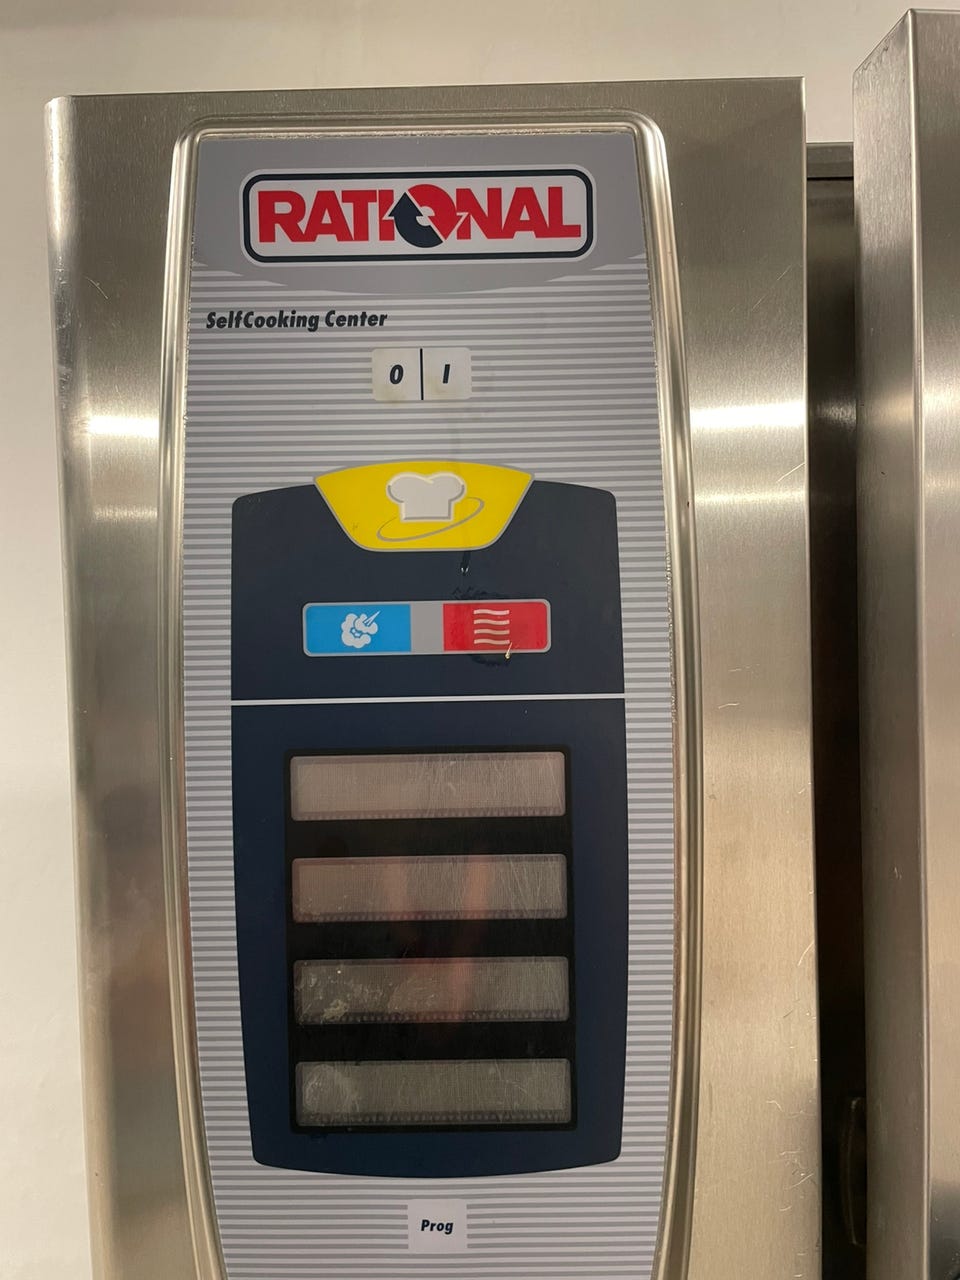 RATIONAL
SelfCooking Center
0 I
Prog